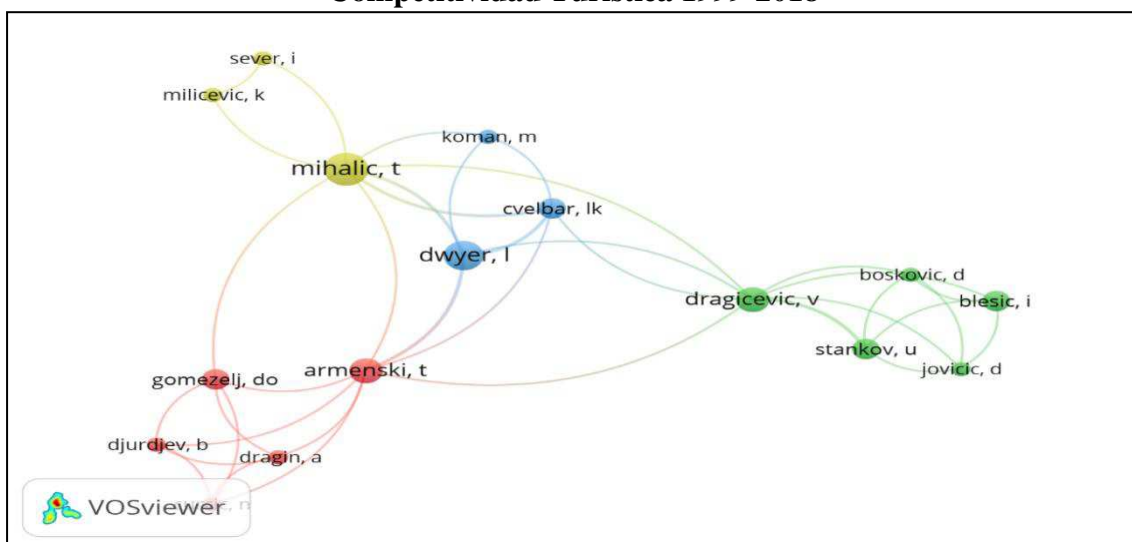 Competitividad Turística 1999-2018
sever, i
milicevic, k
koman, m
mihalic, t
cvelbar, lk
dwyer, l
boskovic, d
dragicevic, v
blesic, i
stankov, u
armenski, t
jovicic, d
gomezelj, do
djurdjev, b
dragin, a
VOSviewer